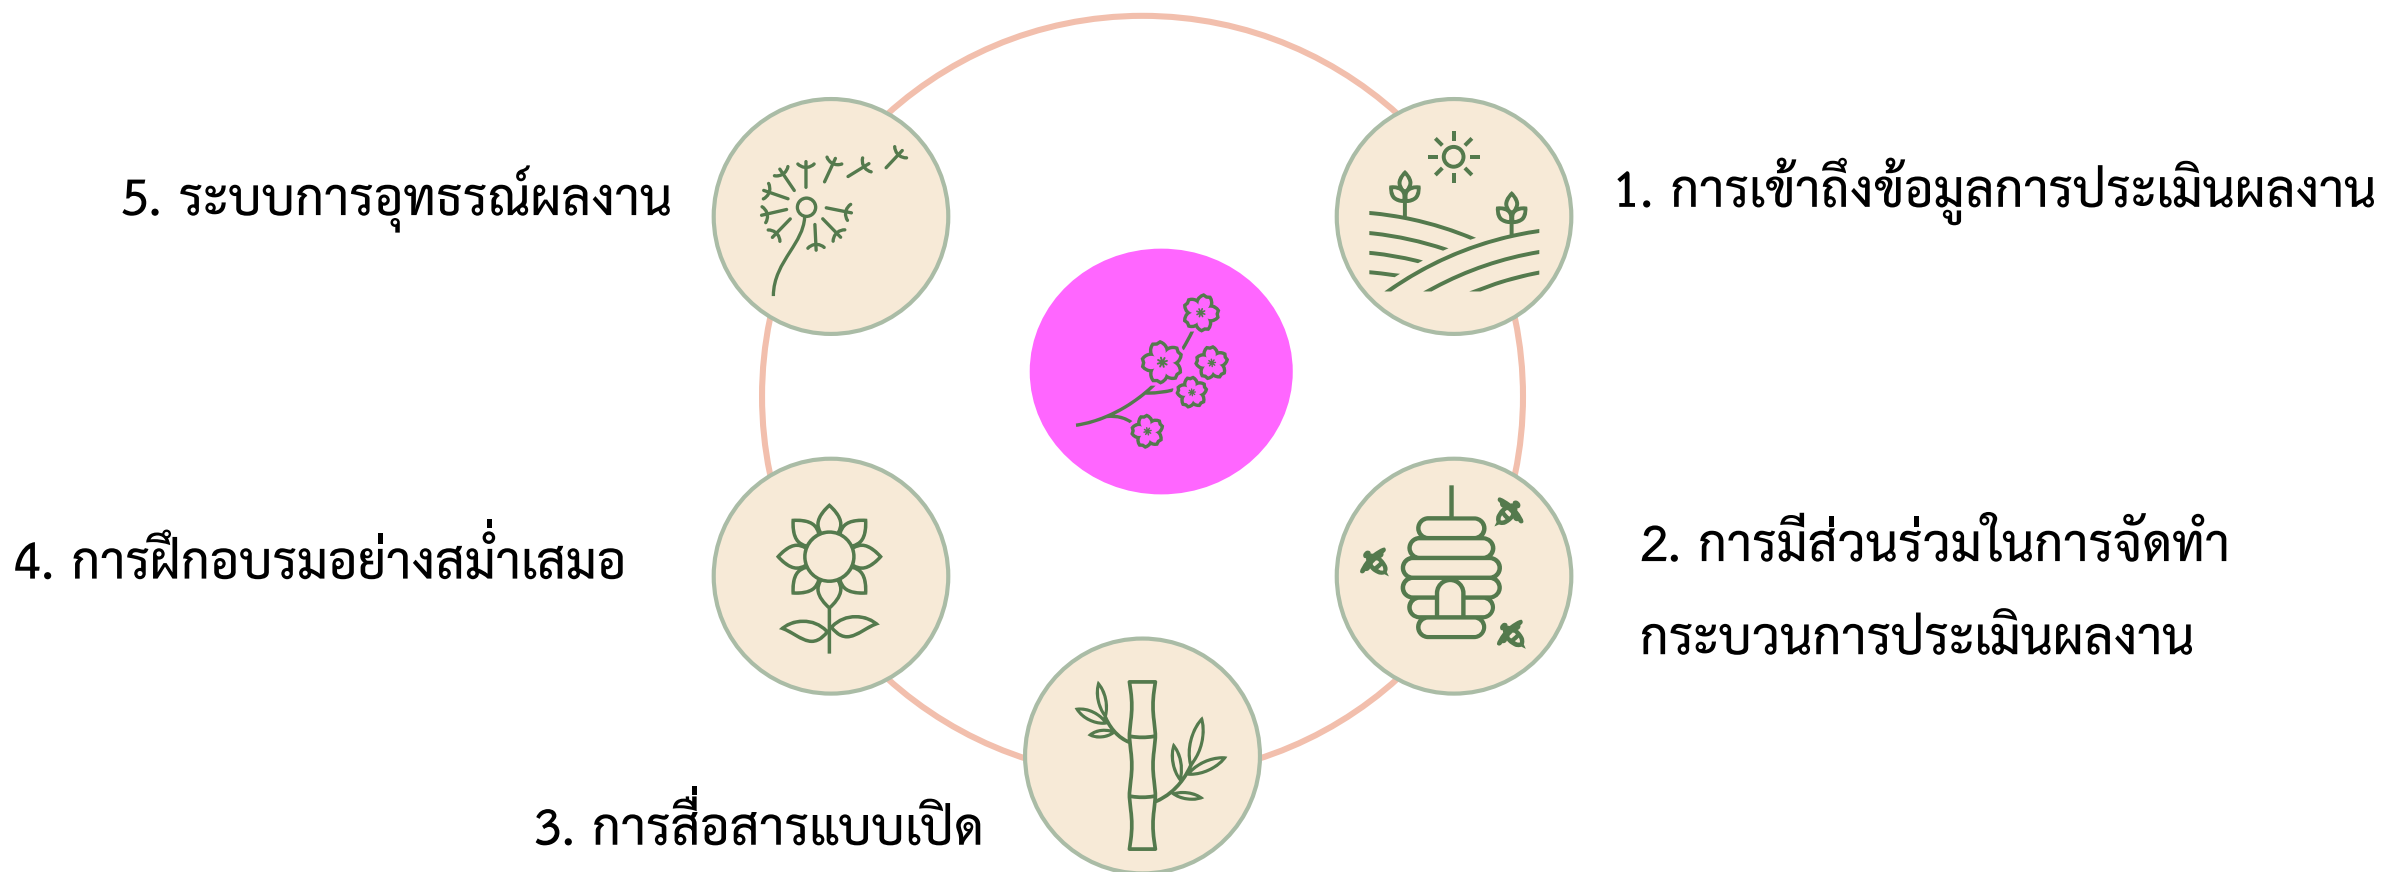 1. การเข้าถึงข้อมูลการประเมินผลงาน
2. การมีส่วนร่วมในการจัดทำ
กระบวนการประเมินผลงาน
3. การสื่อสารแบบเปิด
4. การฝึกอบรมอย่างสม่ำเสมอ
5. ระบบการอุทธรณ์ผลงาน